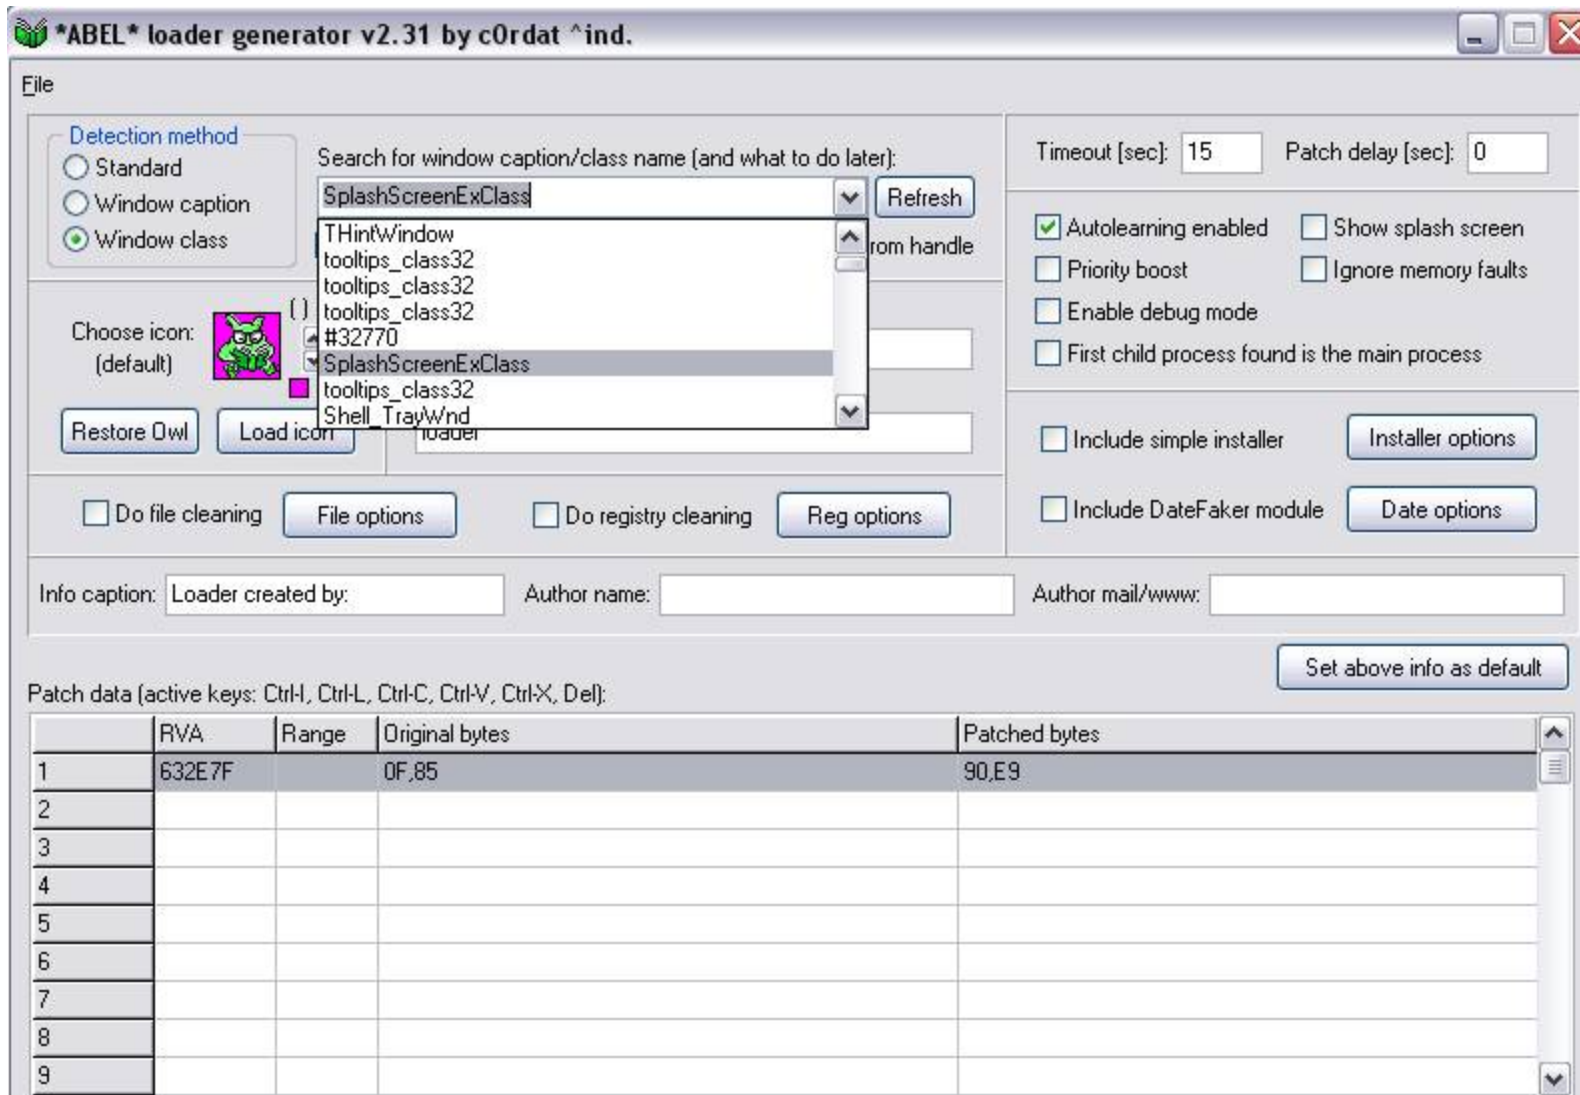 *ABEL* loader generator v2.31 by c0rdat ^ind.
File
Detection method
Standard
Window caption
Window class
Search for window caption/class name (and what to do later):
SplashScreenExClass
Refresh
THintWindow
tooltips_class32
tooltips_class32
tooltips_class32
#32770
SplashScreenExClass
tooltips_class32
Shell_TrayWnd
rom handle
Choose icon:
(default)
()
Restore Owl
Load icon
loader
Timeout [sec]: 15
Patch delay [sec]: 0
Autolearning enabled
Show splash screen
Priority boost
Ignore memory faults
Enable debug mode
First child process found is the main process
Include simple installer
Installer options
Include DateFaker module
Date options
Do file cleaning
File options
Do registry cleaning
Reg options
Info caption: Loader created by:
Author name:
Author mail/www:
Set above info as default
Patch data (active keys: Ctrl-I, Ctrl-L, Ctrl-C, Ctrl-V, Ctrl-X, Del):
RVA Range Original bytes Patched bytes
1 632E7F 0F,85 90,E9
2
3
4
5
6
7
8
9